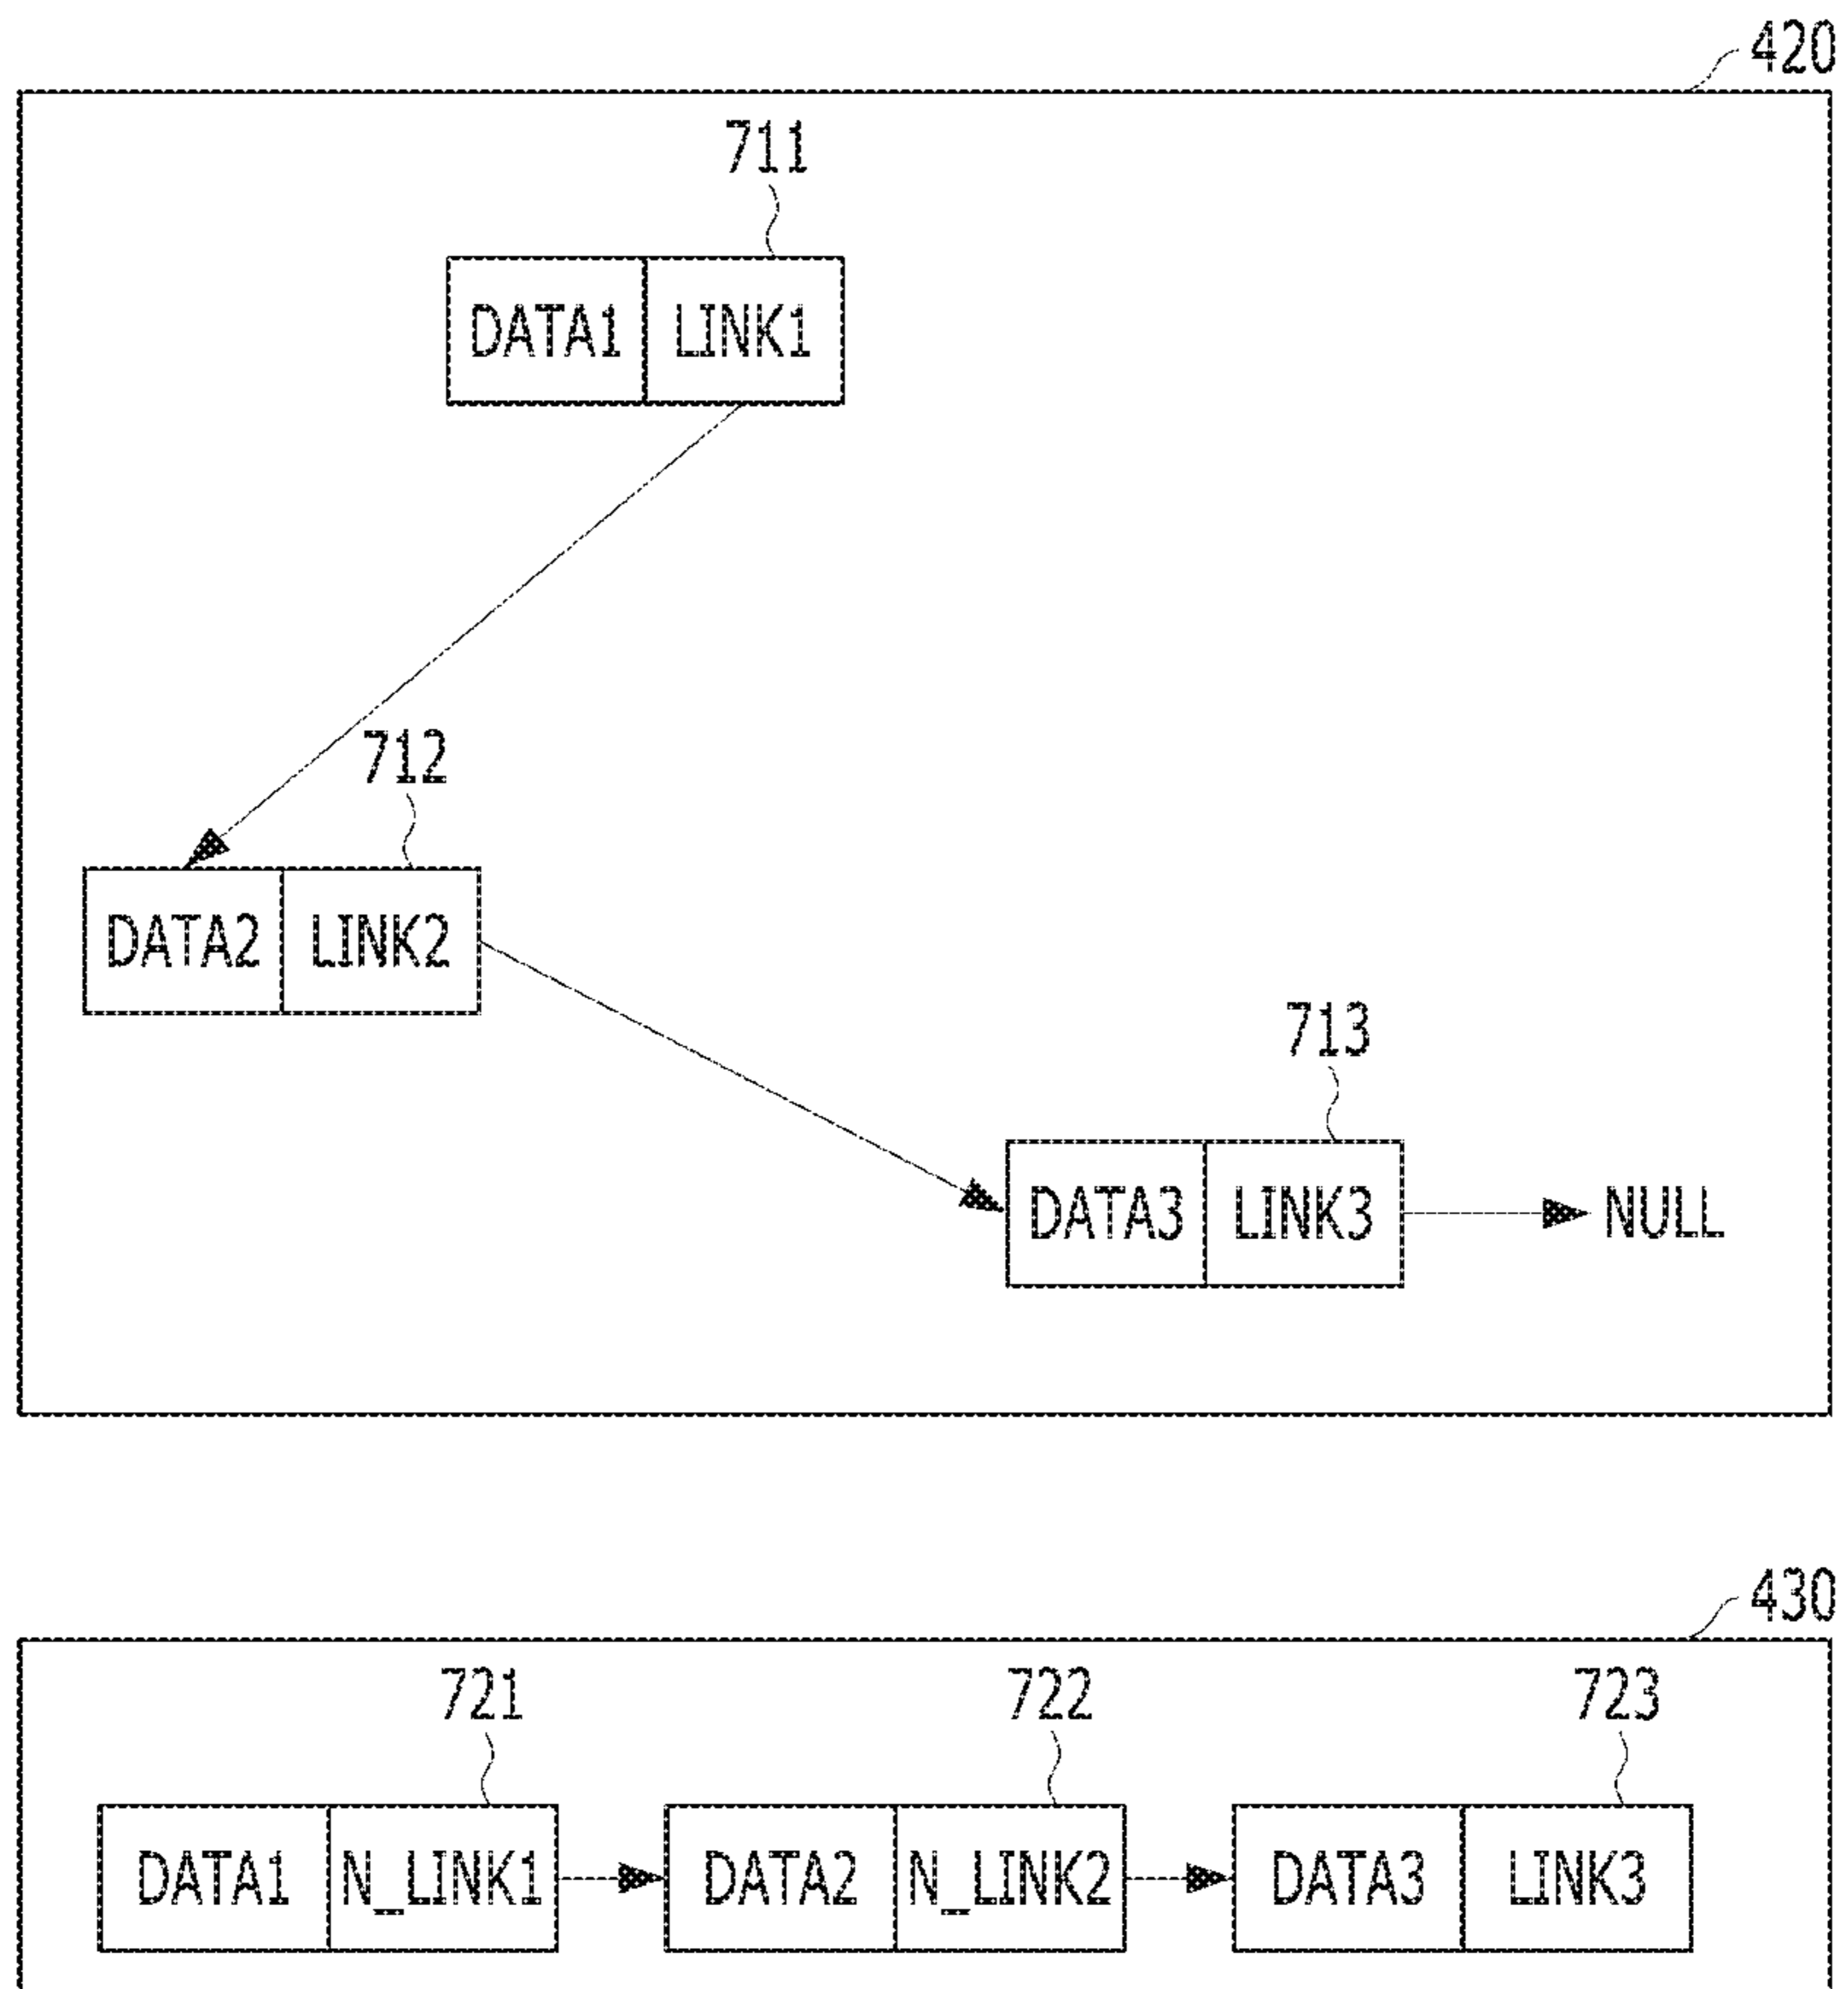 420
711
DATA1 LINK1
712
DATA2 LINK2
713
DATA3 LINK3 NULL
430
721 722 723
DATA1 N_LINK1 DATA2 N_LINK2 DATA3 LINK3